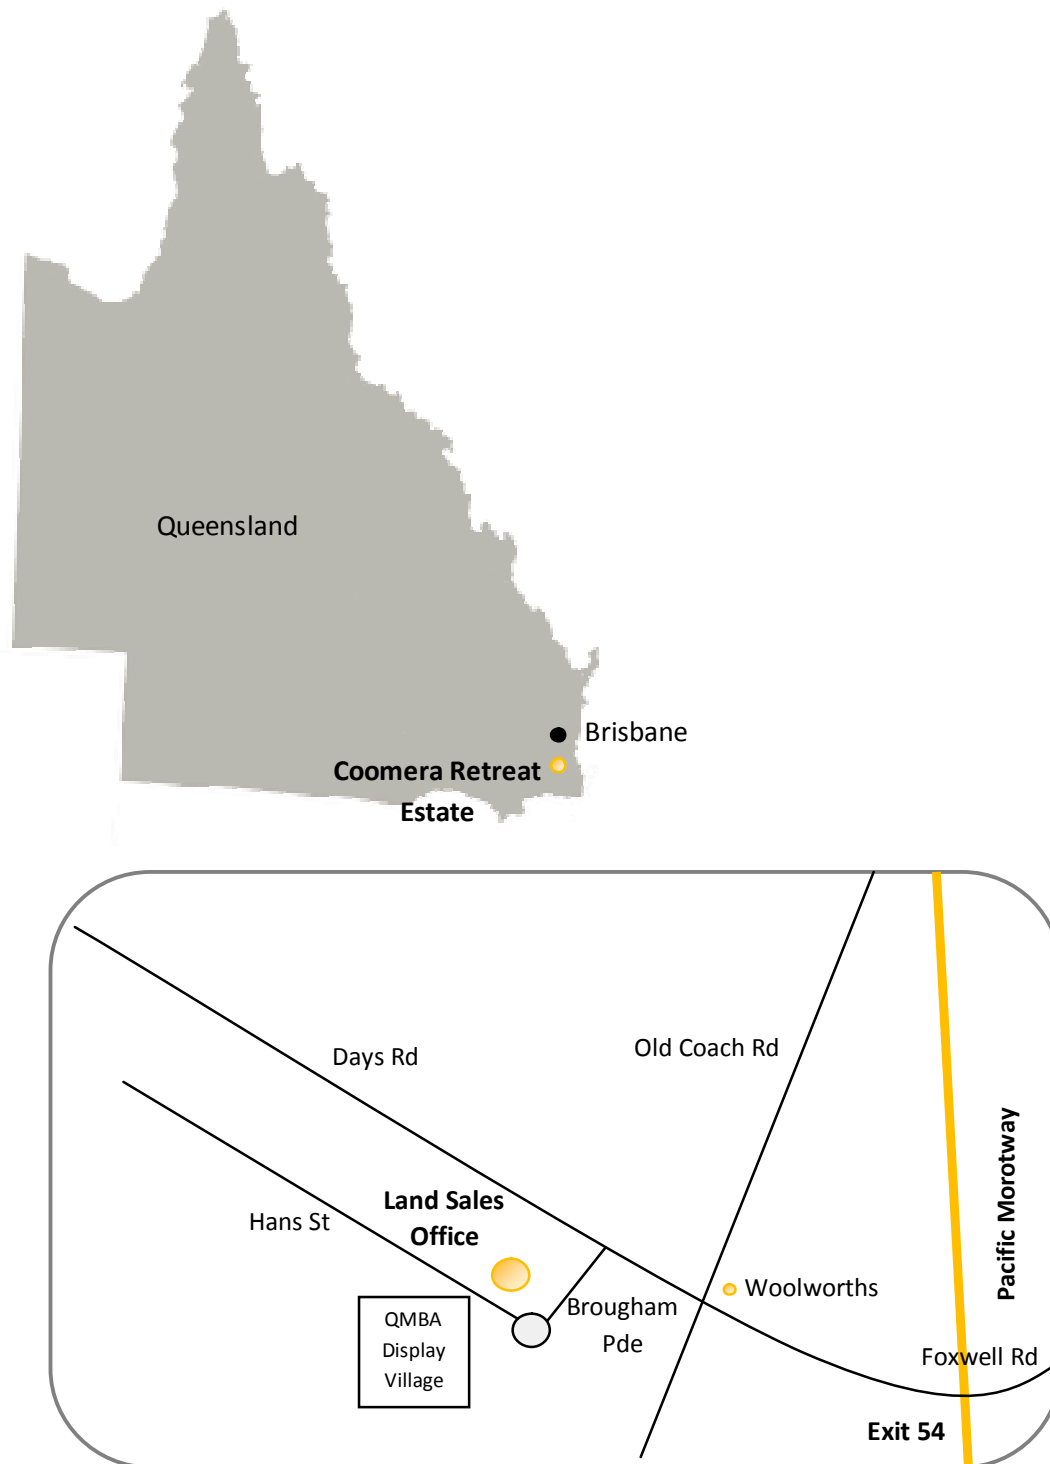 Queensland
Brisbane
Coomera Retreat
Estate
Days Rd
Old Coach Rd
Pacific Morotway
Land Sales
Office
Hans St
Woolworths
Brougham
Pde
QMBA
Display
Village
Foxwell Rd
Exit 54